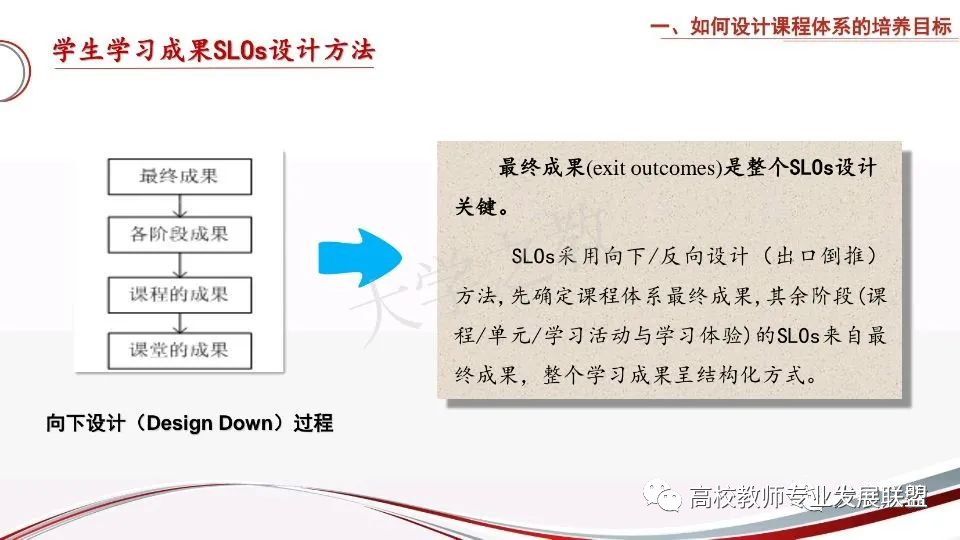 一、如何设计课程体系的培养目标
学生学习成果SLOs设计方法
最终成果
各阶段成果
课程的成果
课堂的成果
向下设计（Design Down）过程
最终成果(exit outcomes)是整个SLOs设计
关键。
SLOs采用向下/反向设计（出口倒推）
方法,先确定课程体系最终成果,其余阶段(课
程/单元/学习活动与学习体验)的SLOs来自最
终成果，整个学习成果呈结构化方式。
高校教师专业发展联盟